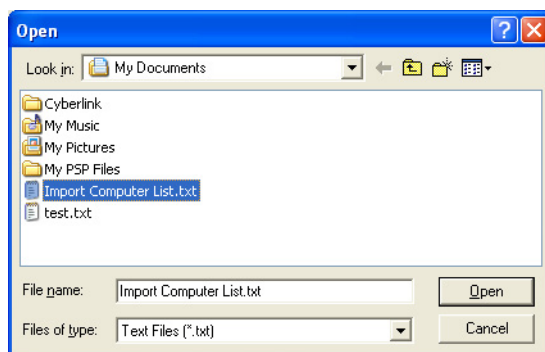 Open
Look in: My Documents
Cyberlink
My Music
My Pictures
My PSP Files
Import Computer List.txt
test.txt
File name: Import Computer List.txt Open
Files of type: Text Files (*.txt) Cancel